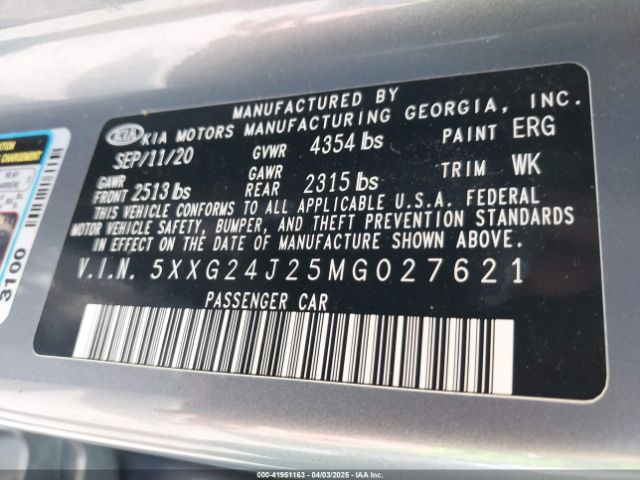 MANUFACTURED BY
KIA KIA MOTORS MANUFACTURING GEORGIA, INC.
SEP/11/20 GVWR 4354 lbs PAINT ERG
GAWR FRONT 2513 lbs GAWR REAR 2315 lbs TRIM WK
THIS VEHICLE CONFORMS TO ALL APPLICABLE U.S.A. FEDERAL
MOTOR VEHICLE SAFETY, BUMPER, AND THEFT PREVENTION STANDARDS
IN EFFECT ON THE DATE OF MANUFACTURE SHOWN ABOVE.
V.I.N. 5XXG24J25MG027621
PASSENGER CAR
REAR
3100
000-41951163 - 04/03/2025 - IAA Inc.